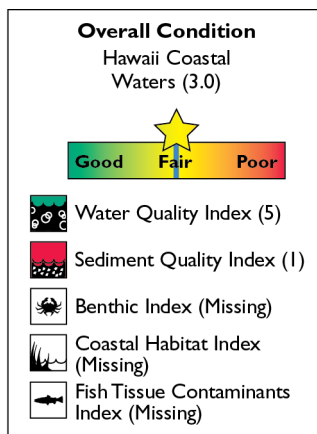 Overall Condition
Hawaii Coastal
Waters (3.0)
Good Fair Poor
Water Quality Index (5)
Sediment Quality Index (1)
Benthic Index (Missing)
Coastal Habitat Index
(Missing)
Fish Tissue Contaminants
Index (Missing)